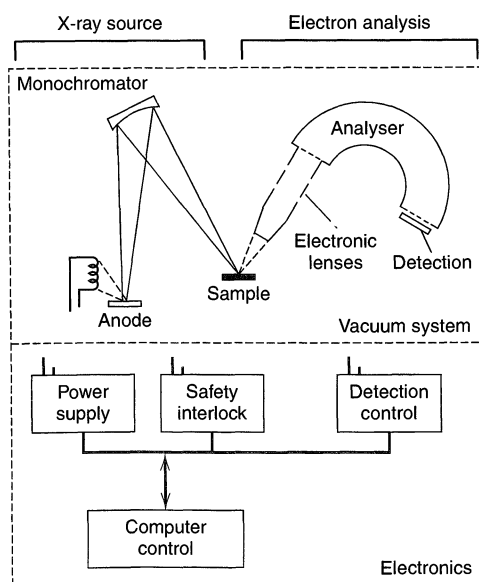 X-ray source
Electron analysis
Monochromator
Analyser
Electronic
lenses
Detection
Sample
Anode
Vacuum system
Power
supply
Safety
interlock
Detection
control
Computer
control
Electronics